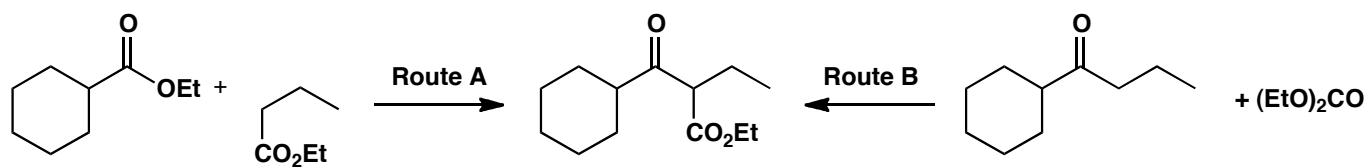 O
OEt
+
CO₂Et
Route A
O
CO₂Et
Route B
O
+ (EtO)₂CO